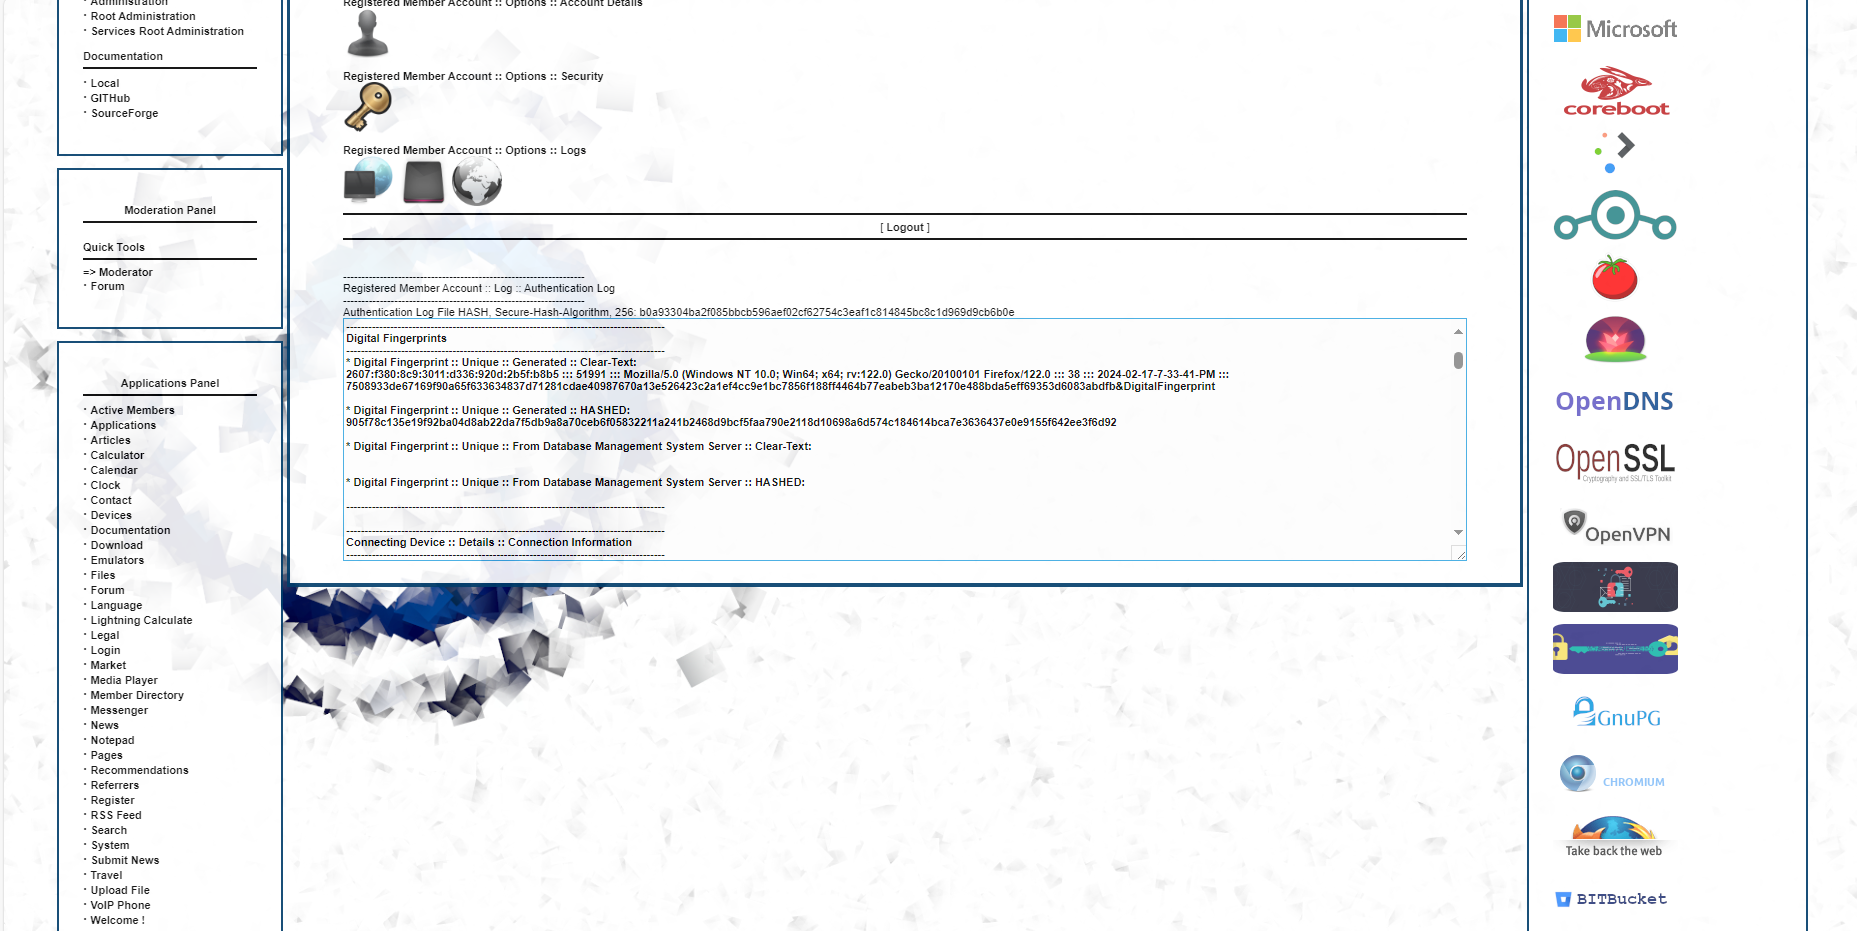 · Administration
· Root Administration
· Services Root Administration
Documentation
· Local
· GITHub
· SourceForge
Moderation Panel
Quick Tools
=> Moderator
· Forum
Applications Panel
· Active Members
· Applications
· Articles
· Calculator
· Calendar
· Clock
· Contact
· Devices
· Documentation
· Download
· Emulators
· Files
· Forum
· Language
· Lightning Calculate
· Legal
· Login
· Market
· Media Player
· Member Directory
· Messenger
· News
· Notepad
· Pages
· Recommendations
· Referrers
· Register
· RSS Feed
· Search
· System
· Submit News
· Travel
· Upload File
· VoIP Phone
· Welcome !
Registered Member Account :: Options :: Account Details
Registered Member Account :: Options :: Security
Registered Member Account :: Options :: Logs
[ Logout ]
Registered Member Account :: Log :: Authentication Log
Authentication Log File HASH, Secure-Hash-Algorithm, 256: b0a93304ba2f085bbcb596aef02cf62754c3eaf1c814845bc8c1d969d9cb6b0e
Digital Fingerprints
* Digital Fingerprint :: Unique :: Generated :: Clear-Text:
2607:f380:8c9:3011:d336:920d:2b5f:b8b5 ::: 51991 ::: Mozilla/5.0 (Windows NT 10.0; Win64; x64; rv:122.0) Gecko/20100101 Firefox/122.0 ::: 38 ::: 2024-02-17-7-33-41-PM :::
7508933de67169f90a65f633634837d71281cdae40987670a13e526423c2a1ef4cc9e1bc7856f188ff4464b77eabeb3ba12170e488bda5eff69353d6083abdfb&DigitalFingerprint
* Digital Fingerprint :: Unique :: Generated :: HASHED:
905f78c135e19f92ba04d8ab22da7f5db9a8a70ceb6f05832211a241b2468d9bcf5faa790e2118d10698a6d574c184614bca7e3636437e0e9155f642ee3f6d92
* Digital Fingerprint :: Unique :: From Database Management System Server :: Clear-Text:
* Digital Fingerprint :: Unique :: From Database Management System Server :: HASHED:
Connecting Device :: Details :: Connection Information
Microsoft
coreboot
OpenDNS
OpenSSL
Cryptography and SSL/TLS Toolkit
OpenVPN
GnuPG
CHROMIUM
Take back the web
BITBucket